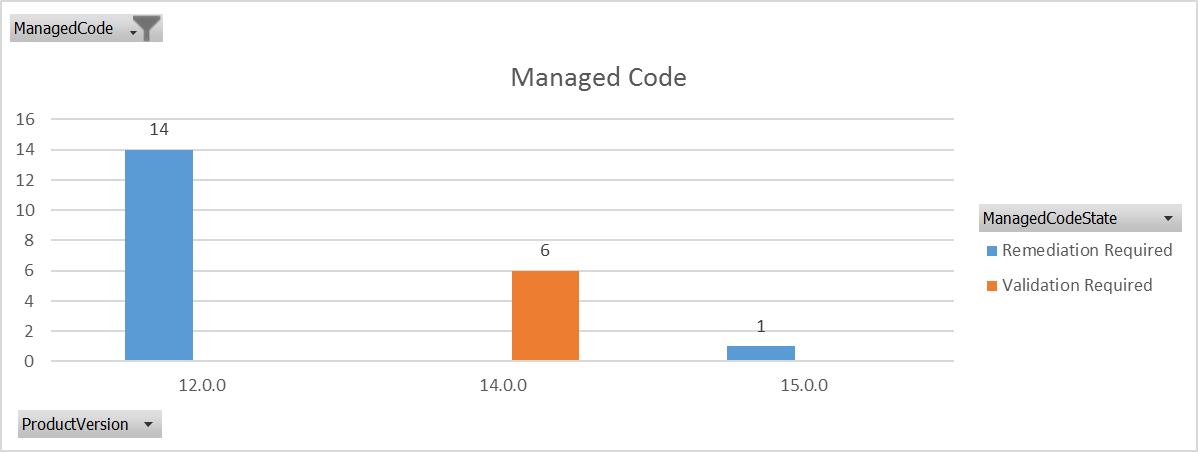 ManagedCode
Managed Code
16
14
14
12
10
8
6
6
4
2
1
0
12.0.0
14.0.0
15.0.0
ManagedCodeState
Remediation Required
Validation Required
ProductVersion